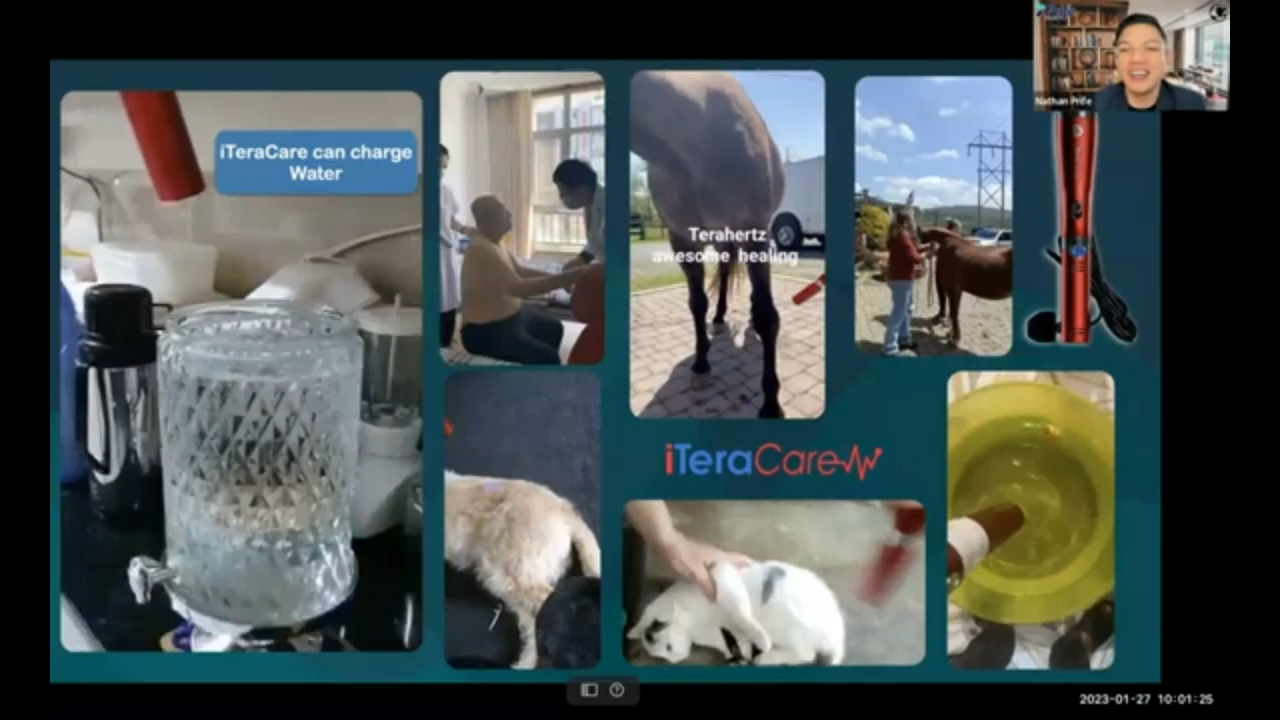 iTeraCare can charge
Water
Terahertz
awesome healing
iTeraCare
Nathan Prife
2023-01-27 10:01:25